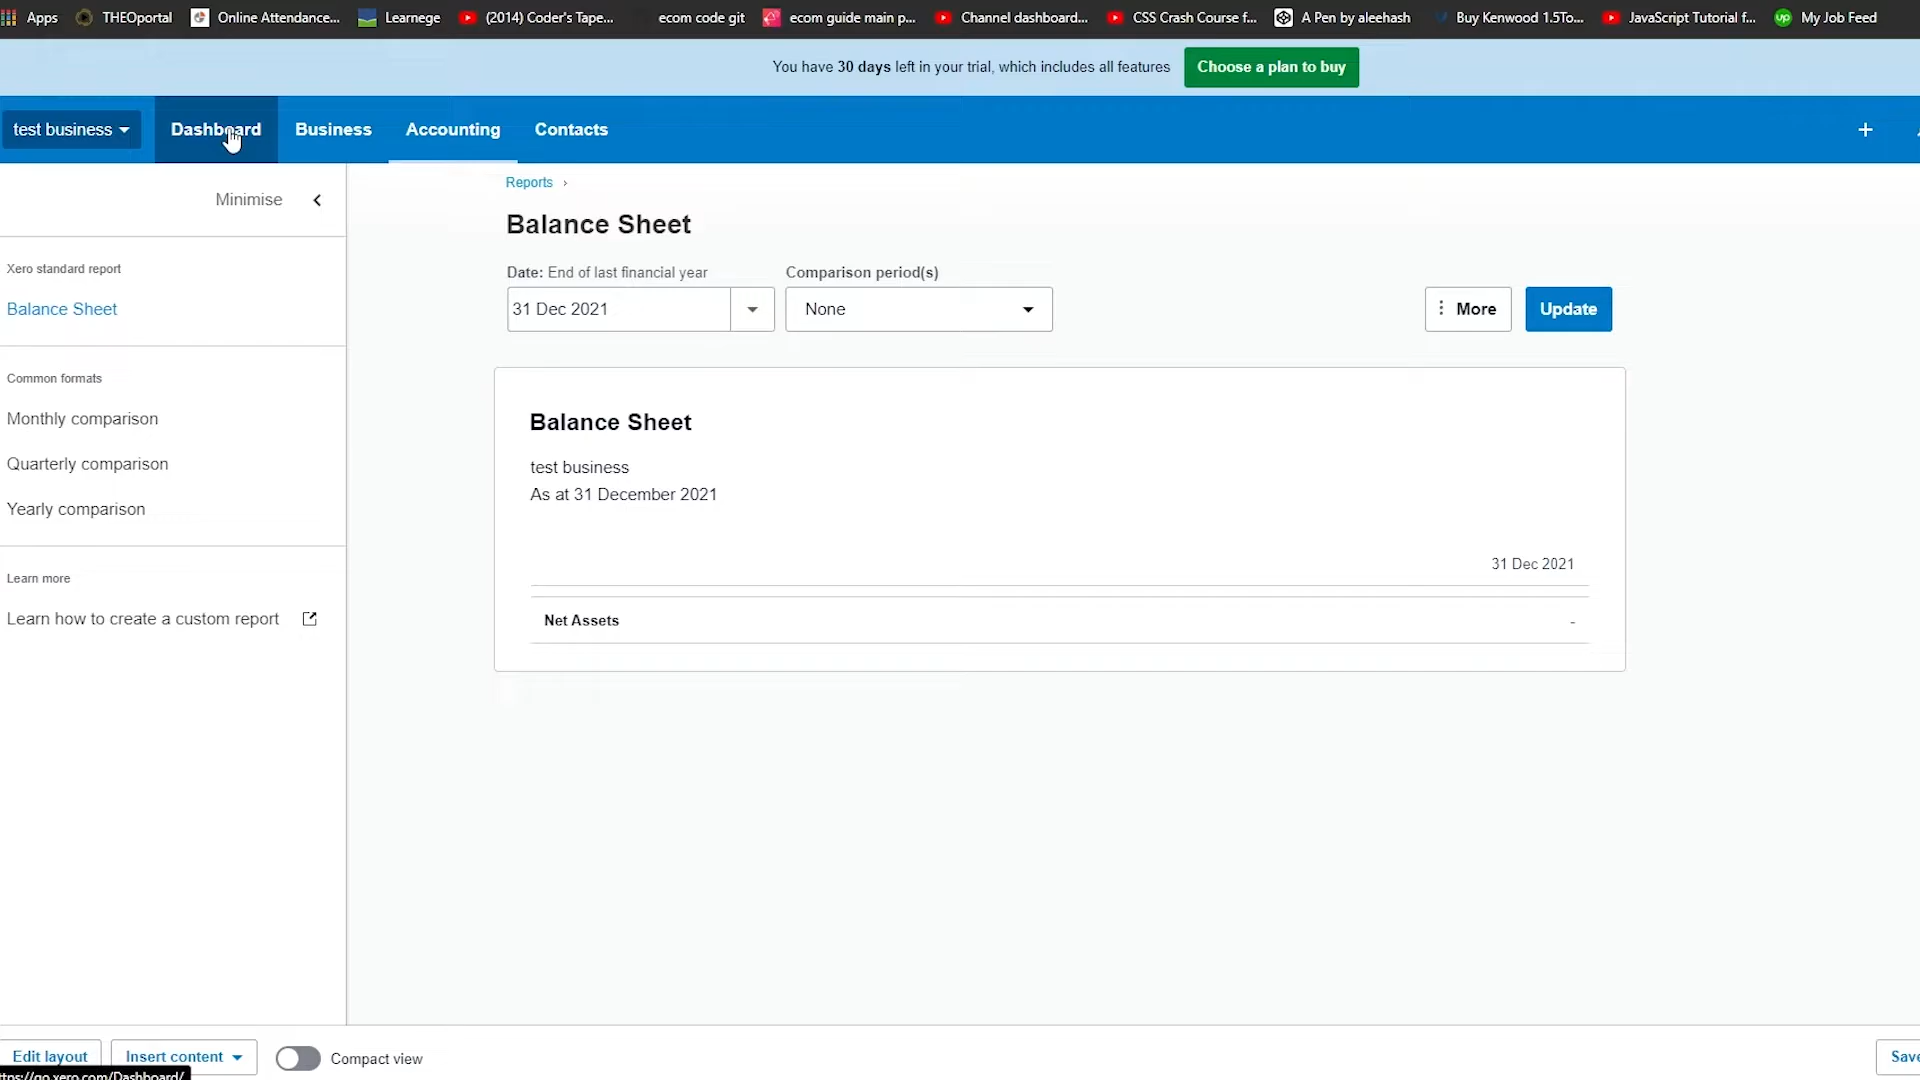 Apps THEOportal Online Attendance... Learnege (2014) Coder's Tape... ecom code git ecom guide main p... Channel dashboard... CSS Crash Course f... A Pen by aleehash Buy Kenwood 1.5To... JavaScript Tutorial f... My Job Feed
You have 30 days left in your trial, which includes all features Choose a plan to buy
test business Dashboard Business Accounting Contacts
Minimise
Reports
Balance Sheet
Xero standard report
Date: End of last financial year Comparison period(s)
Balance Sheet
31 Dec 2021 None More Update
Common formats
Monthly comparison
Quarterly comparison
Yearly comparison
Balance Sheet
test business
As at 31 December 2021
31 Dec 2021
Learn more
Learn how to create a custom report
Net Assets -
Edit layout Insert content Compact view Save
ttps://go.xero.com/Dashboard/